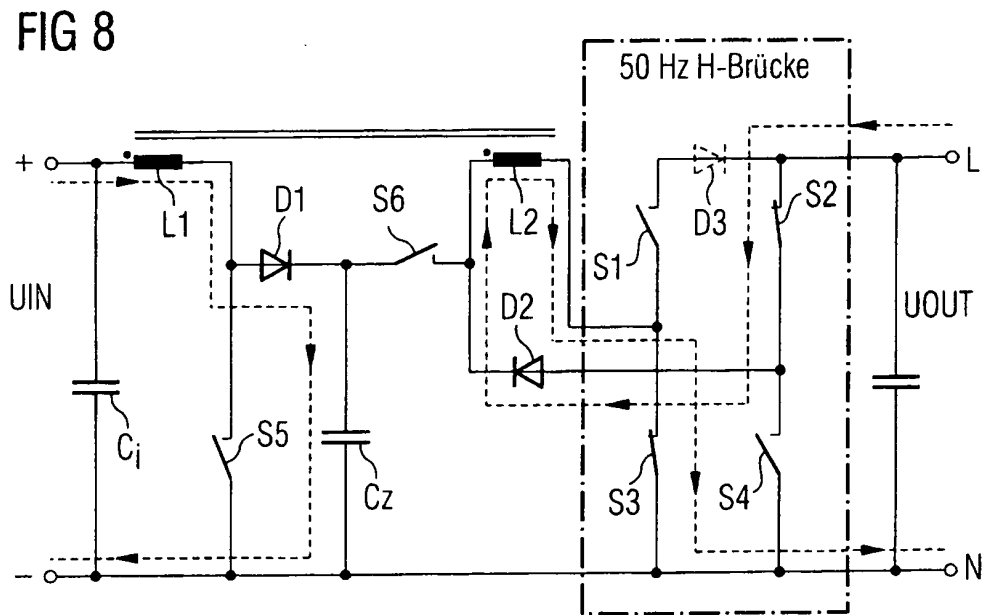 FIG 8
50 Hz H-Brücke
+
L1
D1
S6
L2
D3
S2
L
S1
UIN
D2
UOUT
Ci
S5
Cz
S3
S4
−
N